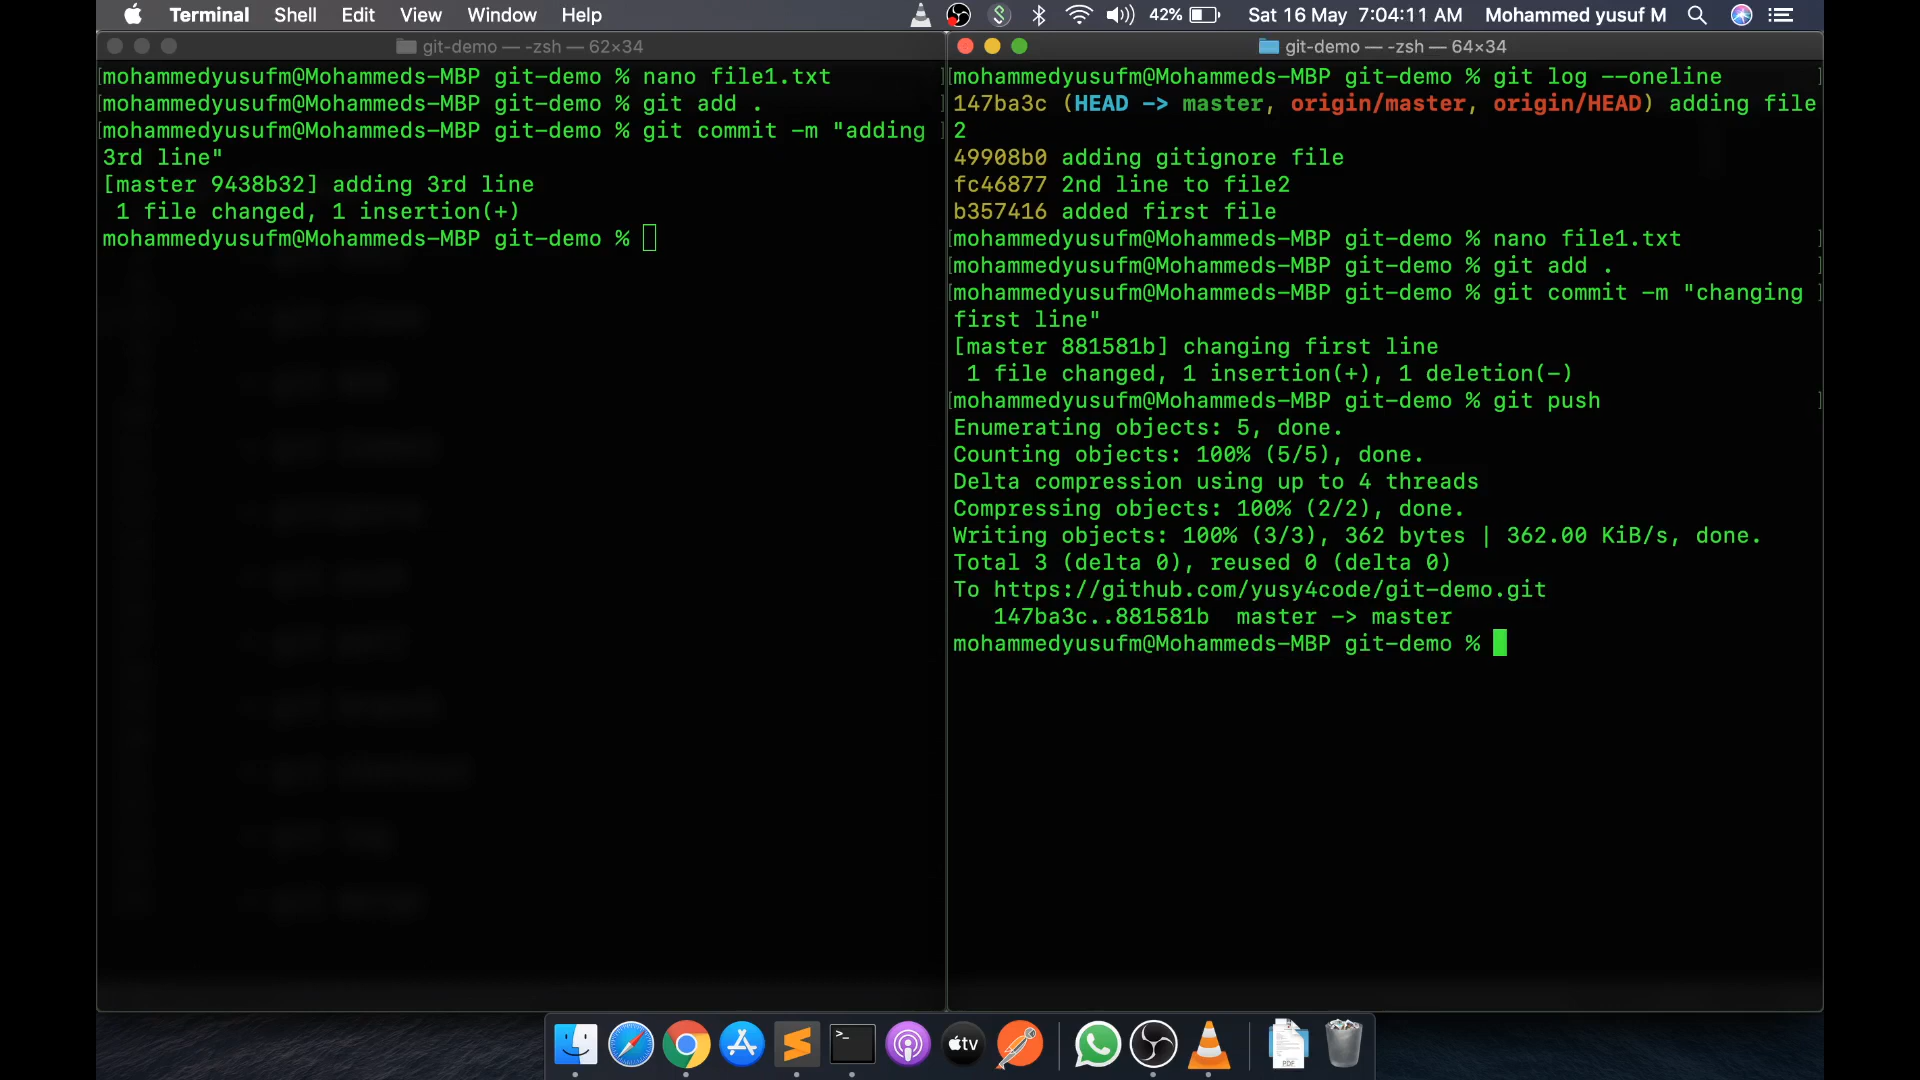 Terminal Shell Edit View Window Help 42% Sat 16 May 7:04:11 AM Mohammed yusuf M
git-demo — -zsh — 62×34
[mohammedyusufm@Mohammeds-MBP git-demo % nano file1.txt ]
[mohammedyusufm@Mohammeds-MBP git-demo % git add . ]
[mohammedyusufm@Mohammeds-MBP git-demo % git commit -m "adding ]
3rd line"
[master 9438b32] adding 3rd line
1 file changed, 1 insertion(+)
mohammedyusufm@Mohammeds-MBP git-demo %
git-demo — -zsh — 64×34
[mohammedyusufm@Mohammeds-MBP git-demo % git log --oneline ]
147ba3c (HEAD -> master, origin/master, origin/HEAD) adding file
2
49908b0 adding gitignore file
fc46877 2nd line to file2
b357416 added first file
[mohammedyusufm@Mohammeds-MBP git-demo % nano file1.txt ]
[mohammedyusufm@Mohammeds-MBP git-demo % git add . ]
[mohammedyusufm@Mohammeds-MBP git-demo % git commit -m "changing ]
first line"
[master 881581b] changing first line
1 file changed, 1 insertion(+), 1 deletion(-)
[mohammedyusufm@Mohammeds-MBP git-demo % git push ]
Enumerating objects: 5, done.
Counting objects: 100% (5/5), done.
Delta compression using up to 4 threads
Compressing objects: 100% (2/2), done.
Writing objects: 100% (3/3), 362 bytes | 362.00 KiB/s, done.
Total 3 (delta 0), reused 0 (delta 0)
To https://github.com/yusy4code/git-demo.git
147ba3c..881581b master -> master
mohammedyusufm@Mohammeds-MBP git-demo %
>_
tv
PDF